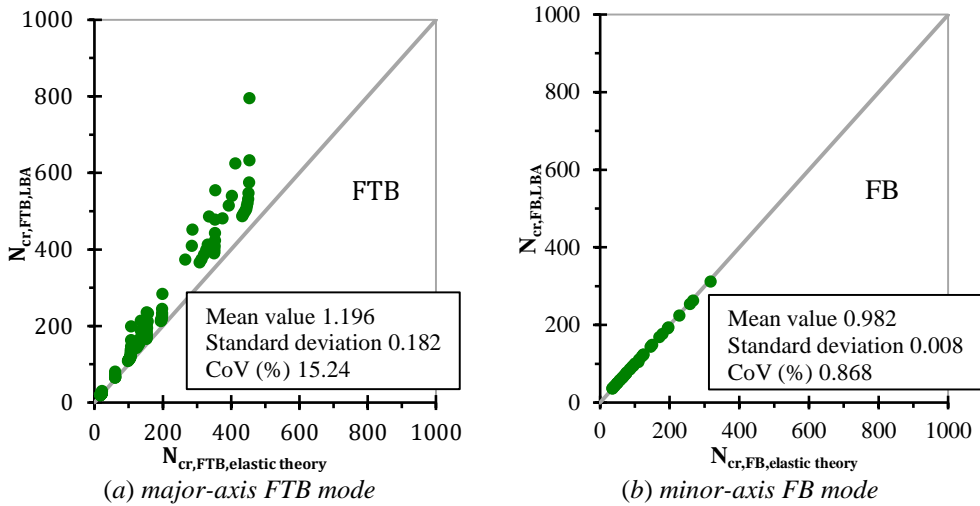 1000
800
600
400
200
0
N_cr,FTB,LBA
FTB
Mean value 1.196
Standard deviation 0.182
CoV (%) 15.24
0 200 400 600 800 1000
N_cr,FTB,elastic theory
(a) major-axis FTB mode
1000
800
600
400
200
0
N_cr,FB,LBA
FB
Mean value 0.982
Standard deviation 0.008
CoV (%) 0.868
0 200 400 600 800 1000
N_cr,FB,elastic theory
(b) minor-axis FB mode